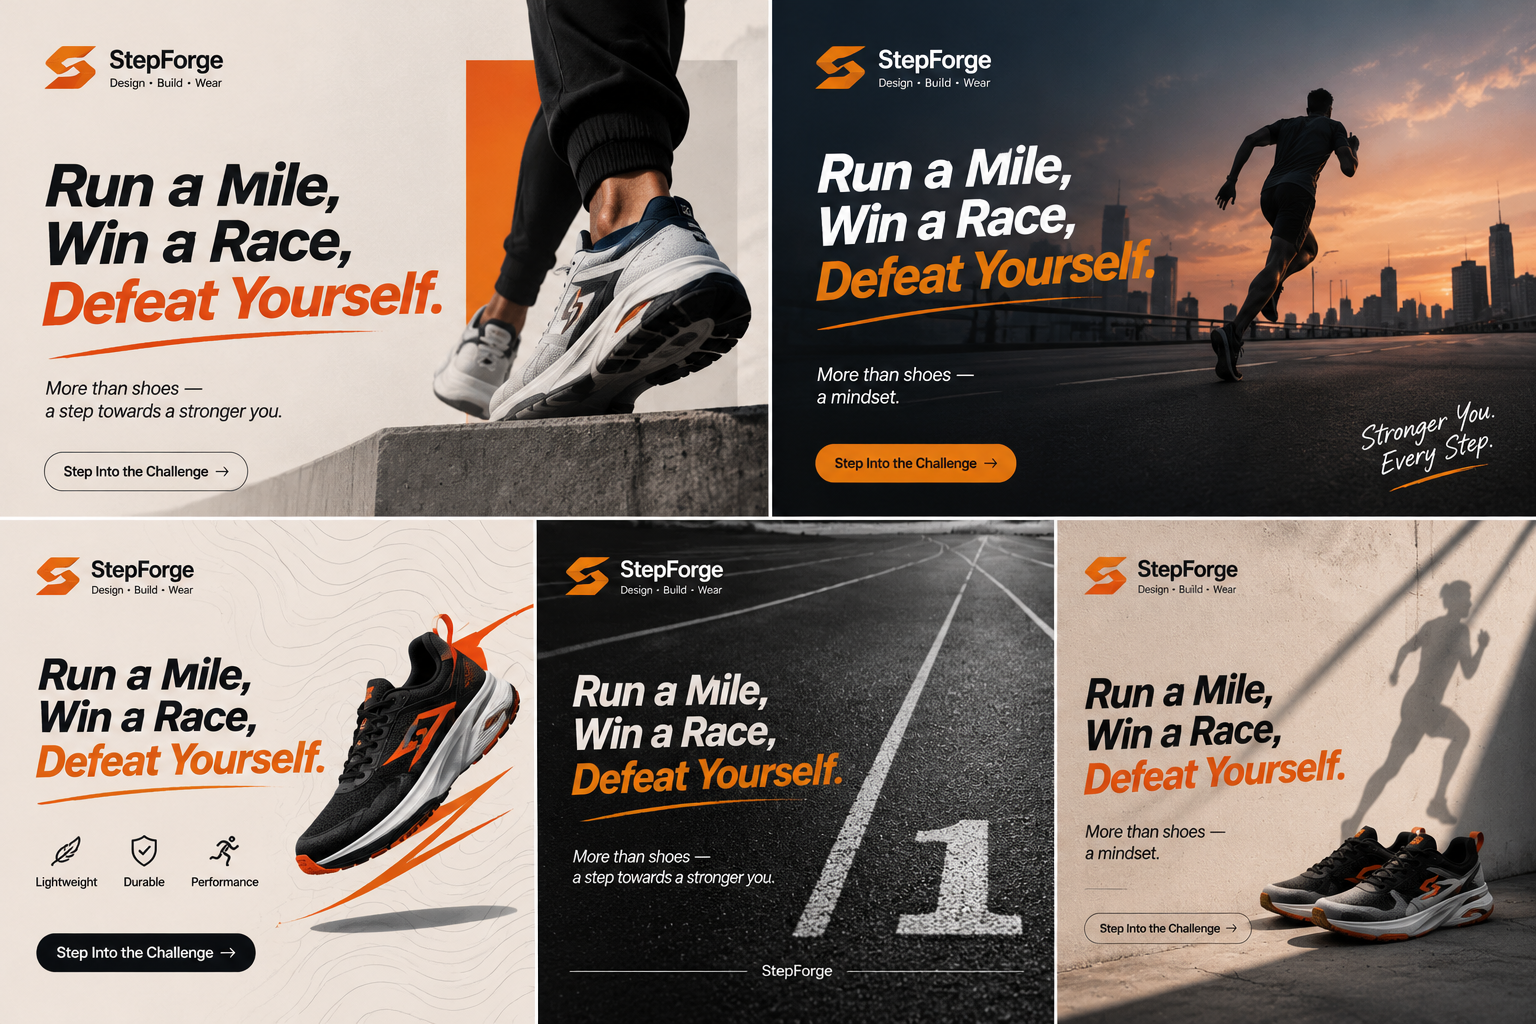 StepForge
Design • Build • Wear
Run a Mile,
Win a Race,
Defeat Yourself.
More than shoes —
a step towards a stronger you.
Step Into the Challenge →
StepForge
Design • Build • Wear
Run a Mile,
Win a Race,
Defeat Yourself.
More than shoes —
a mindset.
Step Into the Challenge →
Stronger You.
Every Step.
StepForge
Design • Build • Wear
Run a Mile,
Win a Race,
Defeat Yourself.
Lightweight
Durable
Performance
Step Into the Challenge →
StepForge
Design • Build • Wear
Run a Mile,
Win a Race,
Defeat Yourself.
More than shoes —
a step towards a stronger you.
1
StepForge
StepForge
Design • Build • Wear
Run a Mile,
Win a Race,
Defeat Yourself.
More than shoes —
a mindset.
Step Into the Challenge →